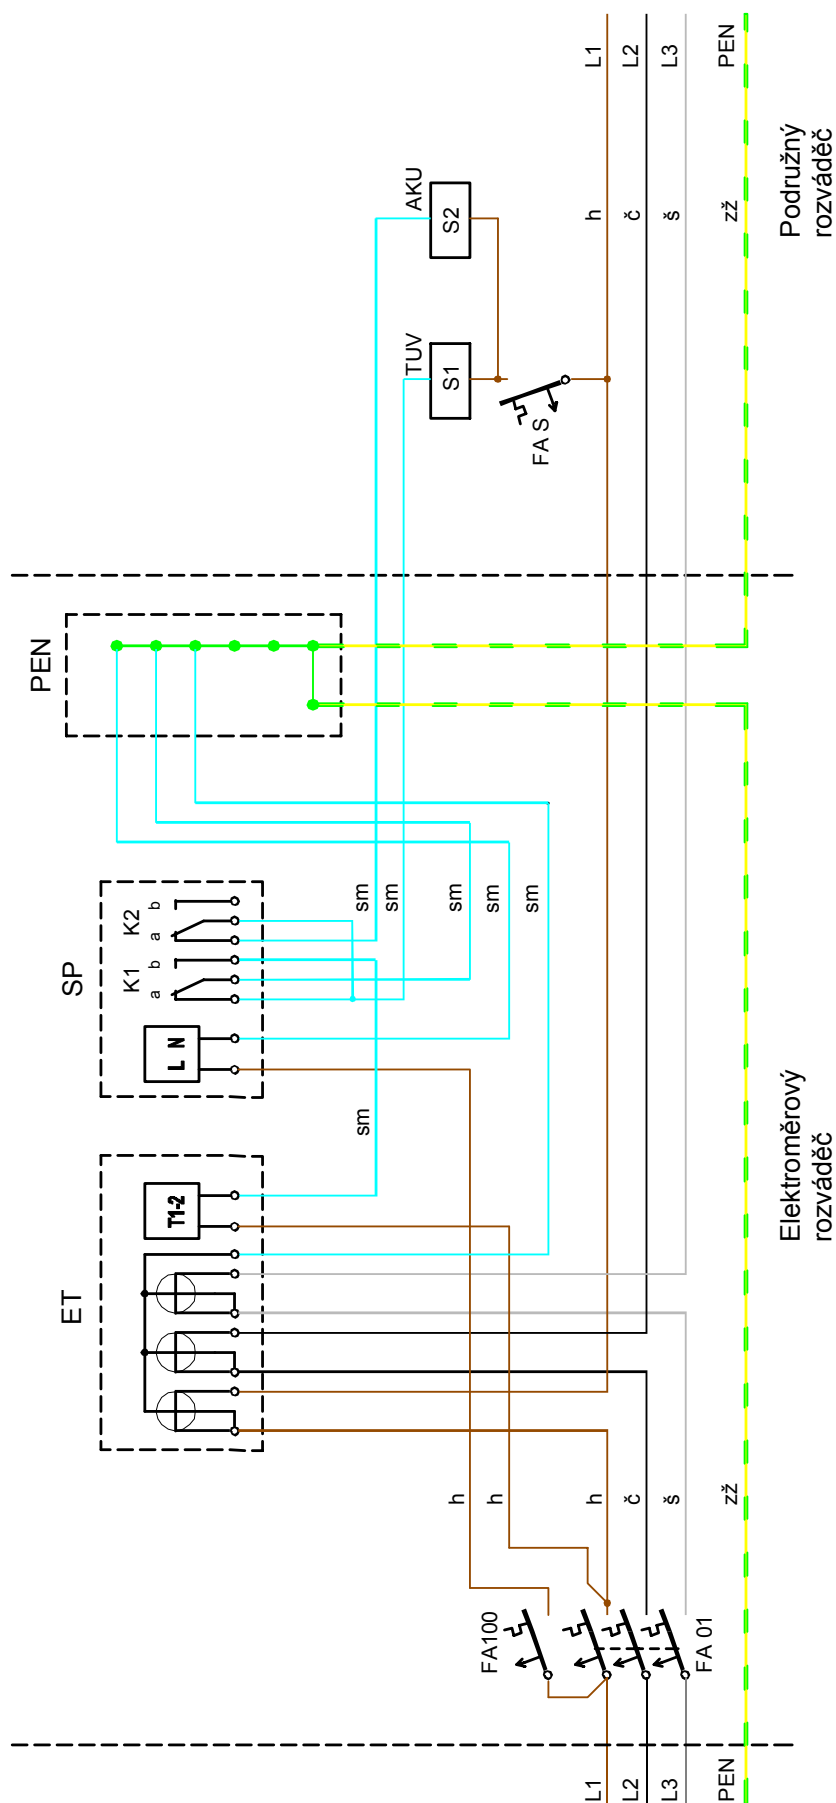 L1
L2
L3
PEN
h
č
š
zž
Podružný
rozváděč
AKU
S2
TUV
S1
FA S
PEN
sm
sm
sm
sm
sm
SP
K2
a
b
K1
a
b
L N
sm
ET
T1-2
Elektroměrový
rozváděč
h
h
h
č
š
zž
FA100
FA 01
L1
L2
L3
PEN